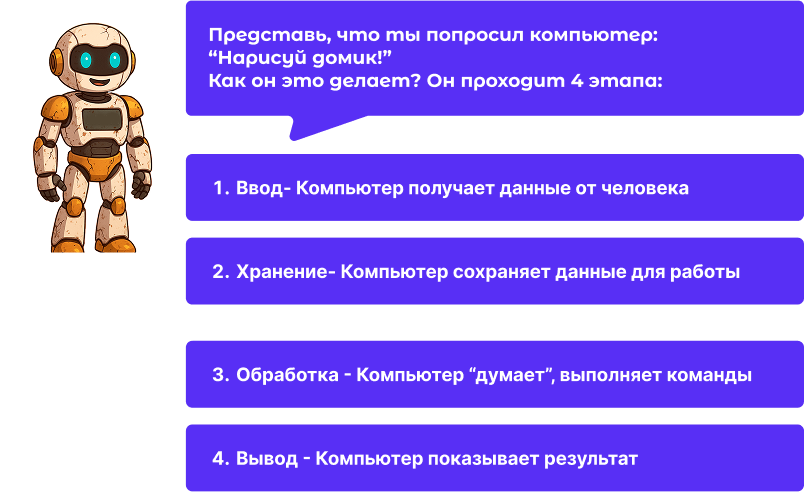 Представь, что ты попросил компьютер:
“Нарисуй домик!”
Как он это делает? Он проходит 4 этапа:
1. Ввод- Компьютер получает данные от человека
2. Хранение- Компьютер сохраняет данные для работы
3. Обработка - Компьютер “думает”, выполняет команды
4. Вывод - Компьютер показывает результат